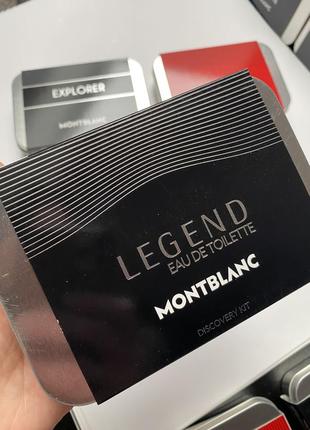 EXPLORER
MONTBLANC
LEGEND
EAU DE TOILETTE
MONTBLANC
DISCOVERY KIT